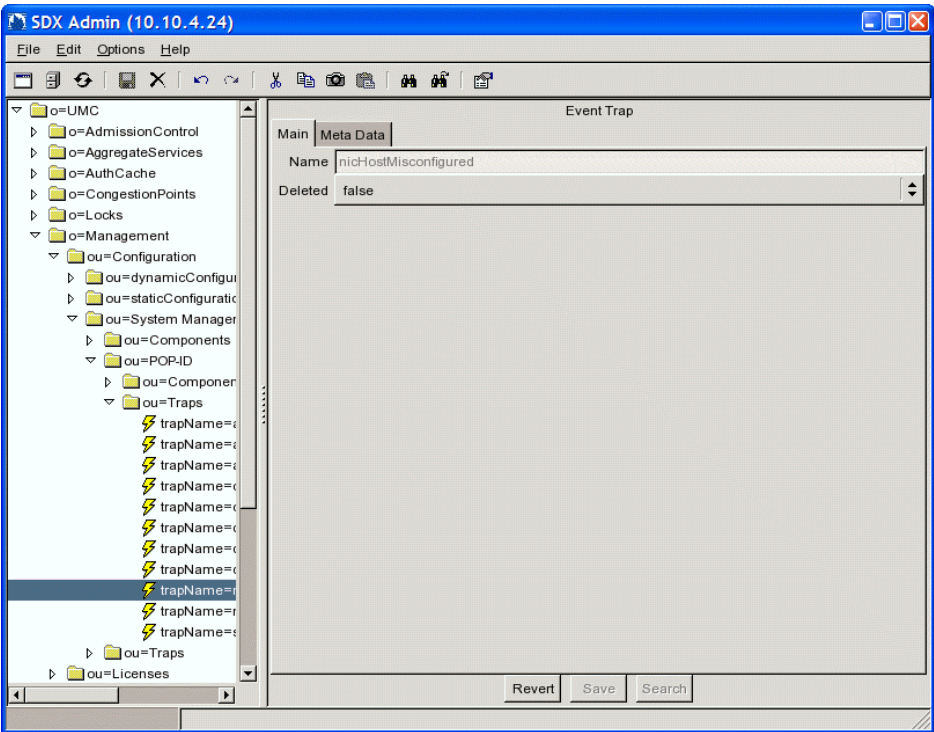 SDX Admin (10.10.4.24)
File Edit Options Help
o=UMC
o=AdmissionControl
o=AggregateServices
o=AuthCache
o=CongestionPoints
o=Locks
o=Management
ou=Configuration
ou=dynamicConfigu
ou=staticConfiguratio
ou=System Manager
ou=Components
ou=POP-ID
ou=Componen
ou=Traps
trapName=a
trapName=a
trapName=a
trapName=c
trapName=c
trapName=c
trapName=c
trapName=c
trapName=n
trapName=n
trapName=s
ou=Traps
ou=Licenses
Event Trap
Main Meta Data
Name nicHostMisconfigured
Deleted false
Revert Save Search